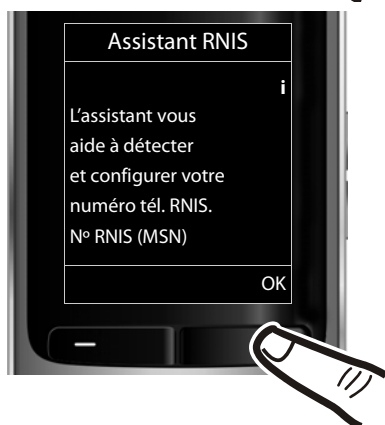 Assistant RNIS
i
L'assistant vous
aide à détecter
et configurer votre
numéro tél. RNIS.
Nº RNIS (MSN)
OK